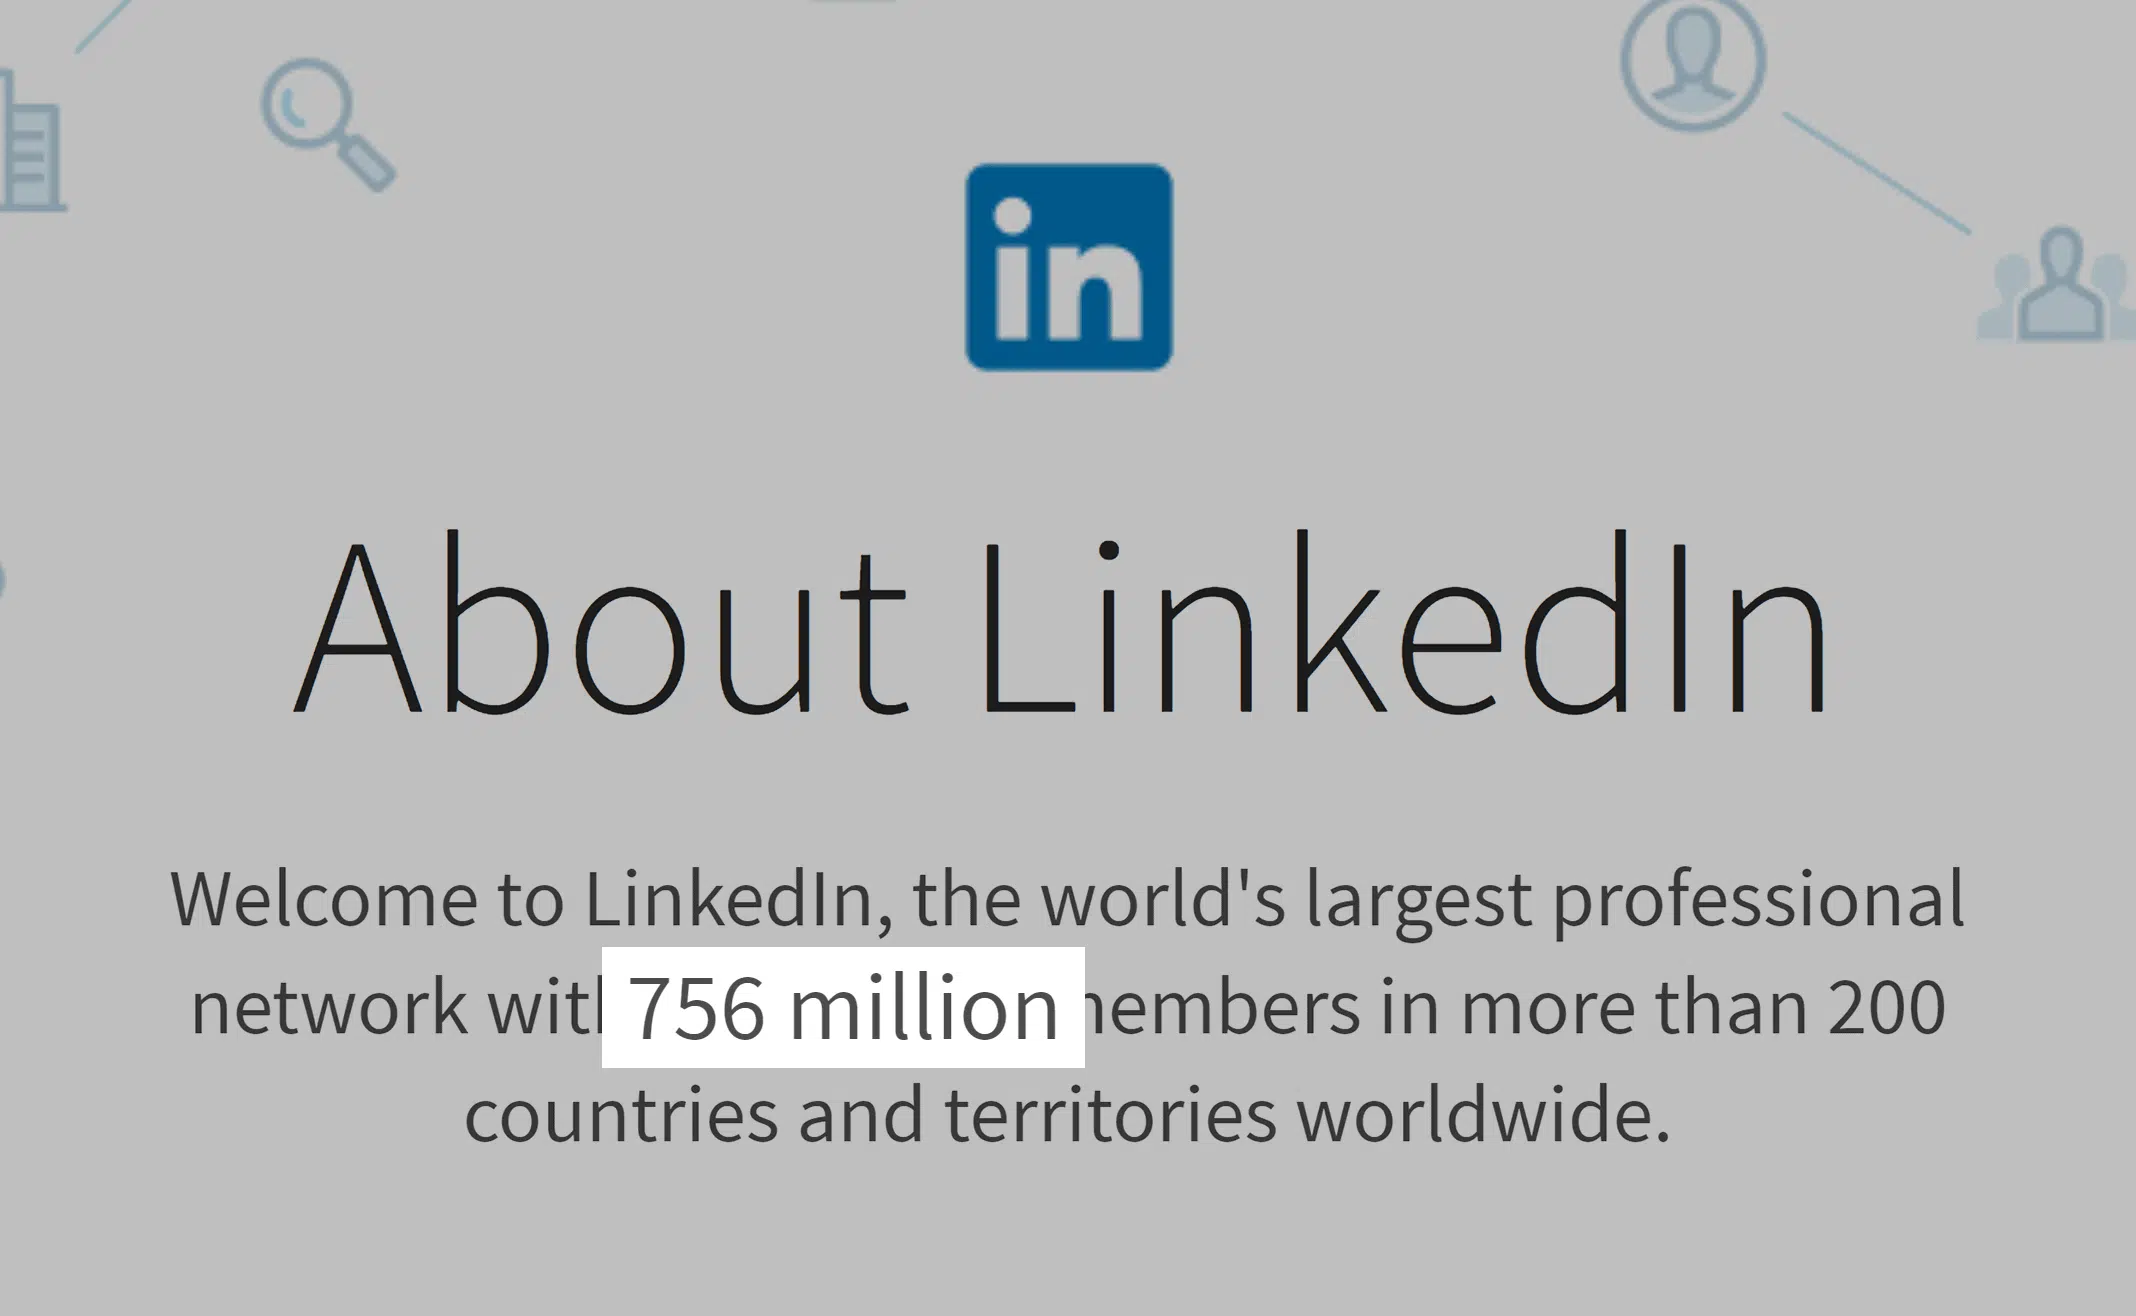 in
About LinkedIn
Welcome to LinkedIn, the world's largest professional
network with 756 million members in more than 200
countries and territories worldwide.